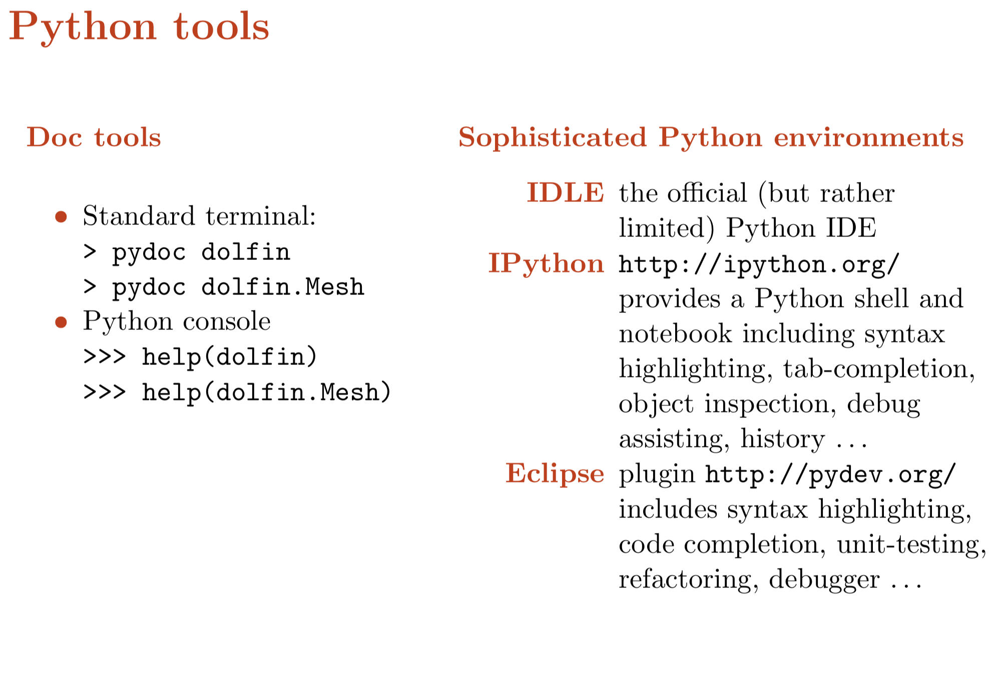 Python tools
Doc tools
• Standard terminal:
> pydoc dolfin
> pydoc dolfin.Mesh
• Python console
>>> help(dolfin)
>>> help(dolfin.Mesh)
Sophisticated Python environments
IDLE the official (but rather
limited) Python IDE
IPython http://ipython.org/
provides a Python shell and
notebook including syntax
highlighting, tab-completion,
object inspection, debug
assisting, history ...
Eclipse plugin http://pydev.org/
includes syntax highlighting,
code completion, unit-testing,
refactoring, debugger ...